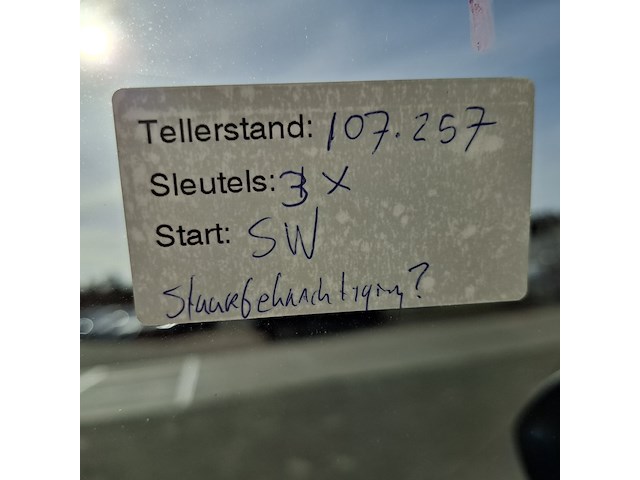 Tellerstand: 107.257
Sleutels: 3 x
Start: SW
Stuurbekrachtiging?